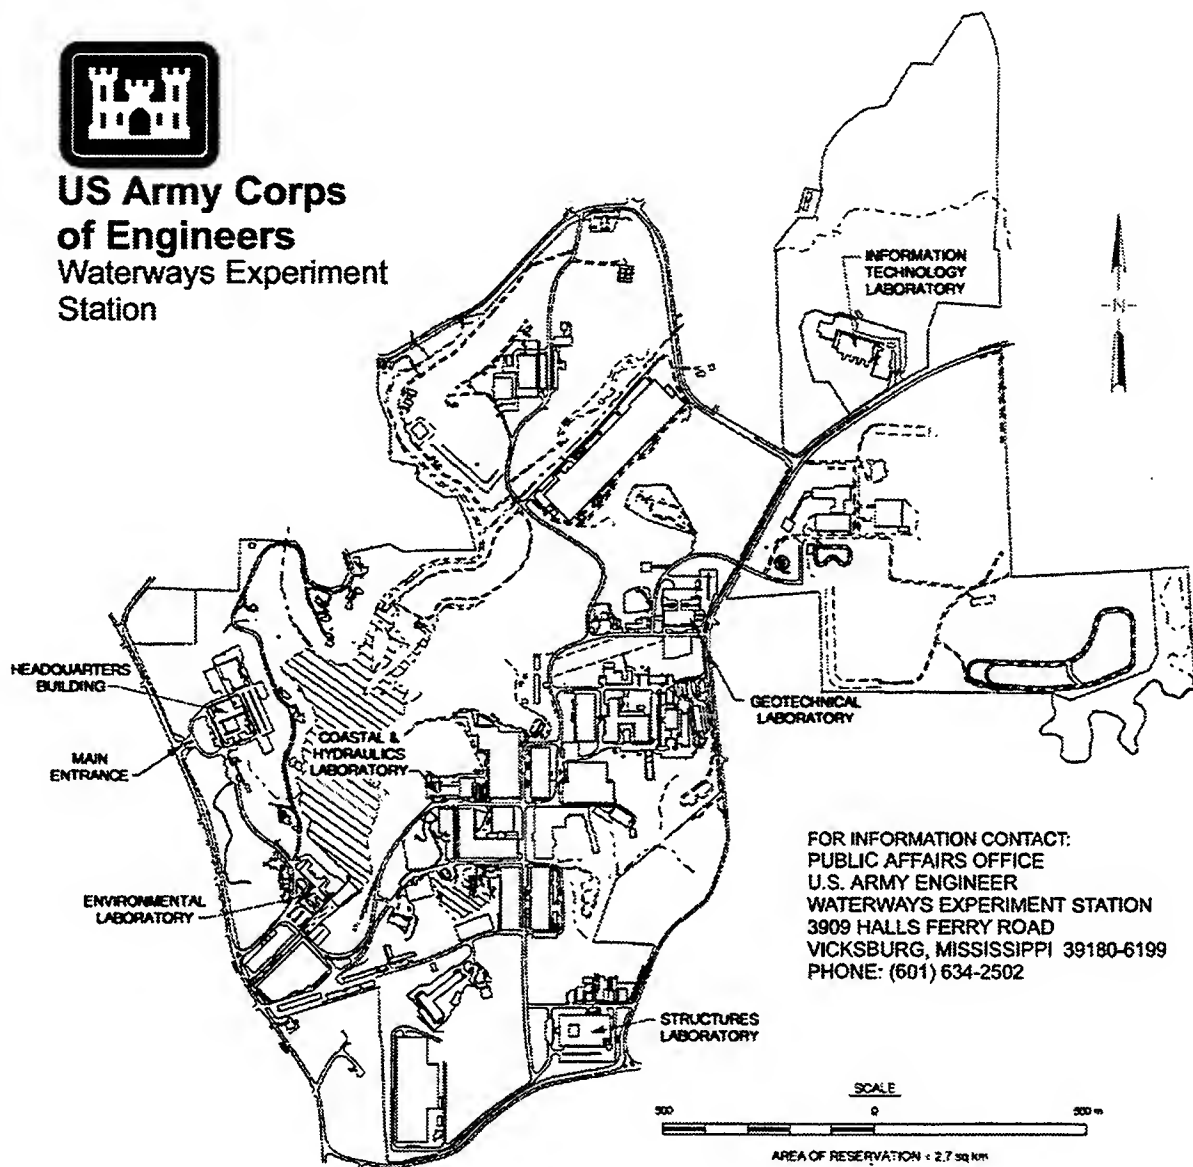 US Army Corps
of Engineers
Waterways Experiment
Station
INFORMATION
TECHNOLOGY
LABORATORY
N
HEADQUARTERS
BUILDING
MAIN
ENTRANCE
COASTAL &
HYDRAULICS
LABORATORY
GEOTECHNICAL
LABORATORY
ENVIRONMENTAL
LABORATORY
STRUCTURES
LABORATORY
FOR INFORMATION CONTACT:
PUBLIC AFFAIRS OFFICE
U.S. ARMY ENGINEER
WATERWAYS EXPERIMENT STATION
3909 HALLS FERRY ROAD
VICKSBURG, MISSISSIPPI 39180-6199
PHONE: (601) 634-2502
SCALE
500 0 500 m
AREA OF RESERVATION = 2.7 sq km